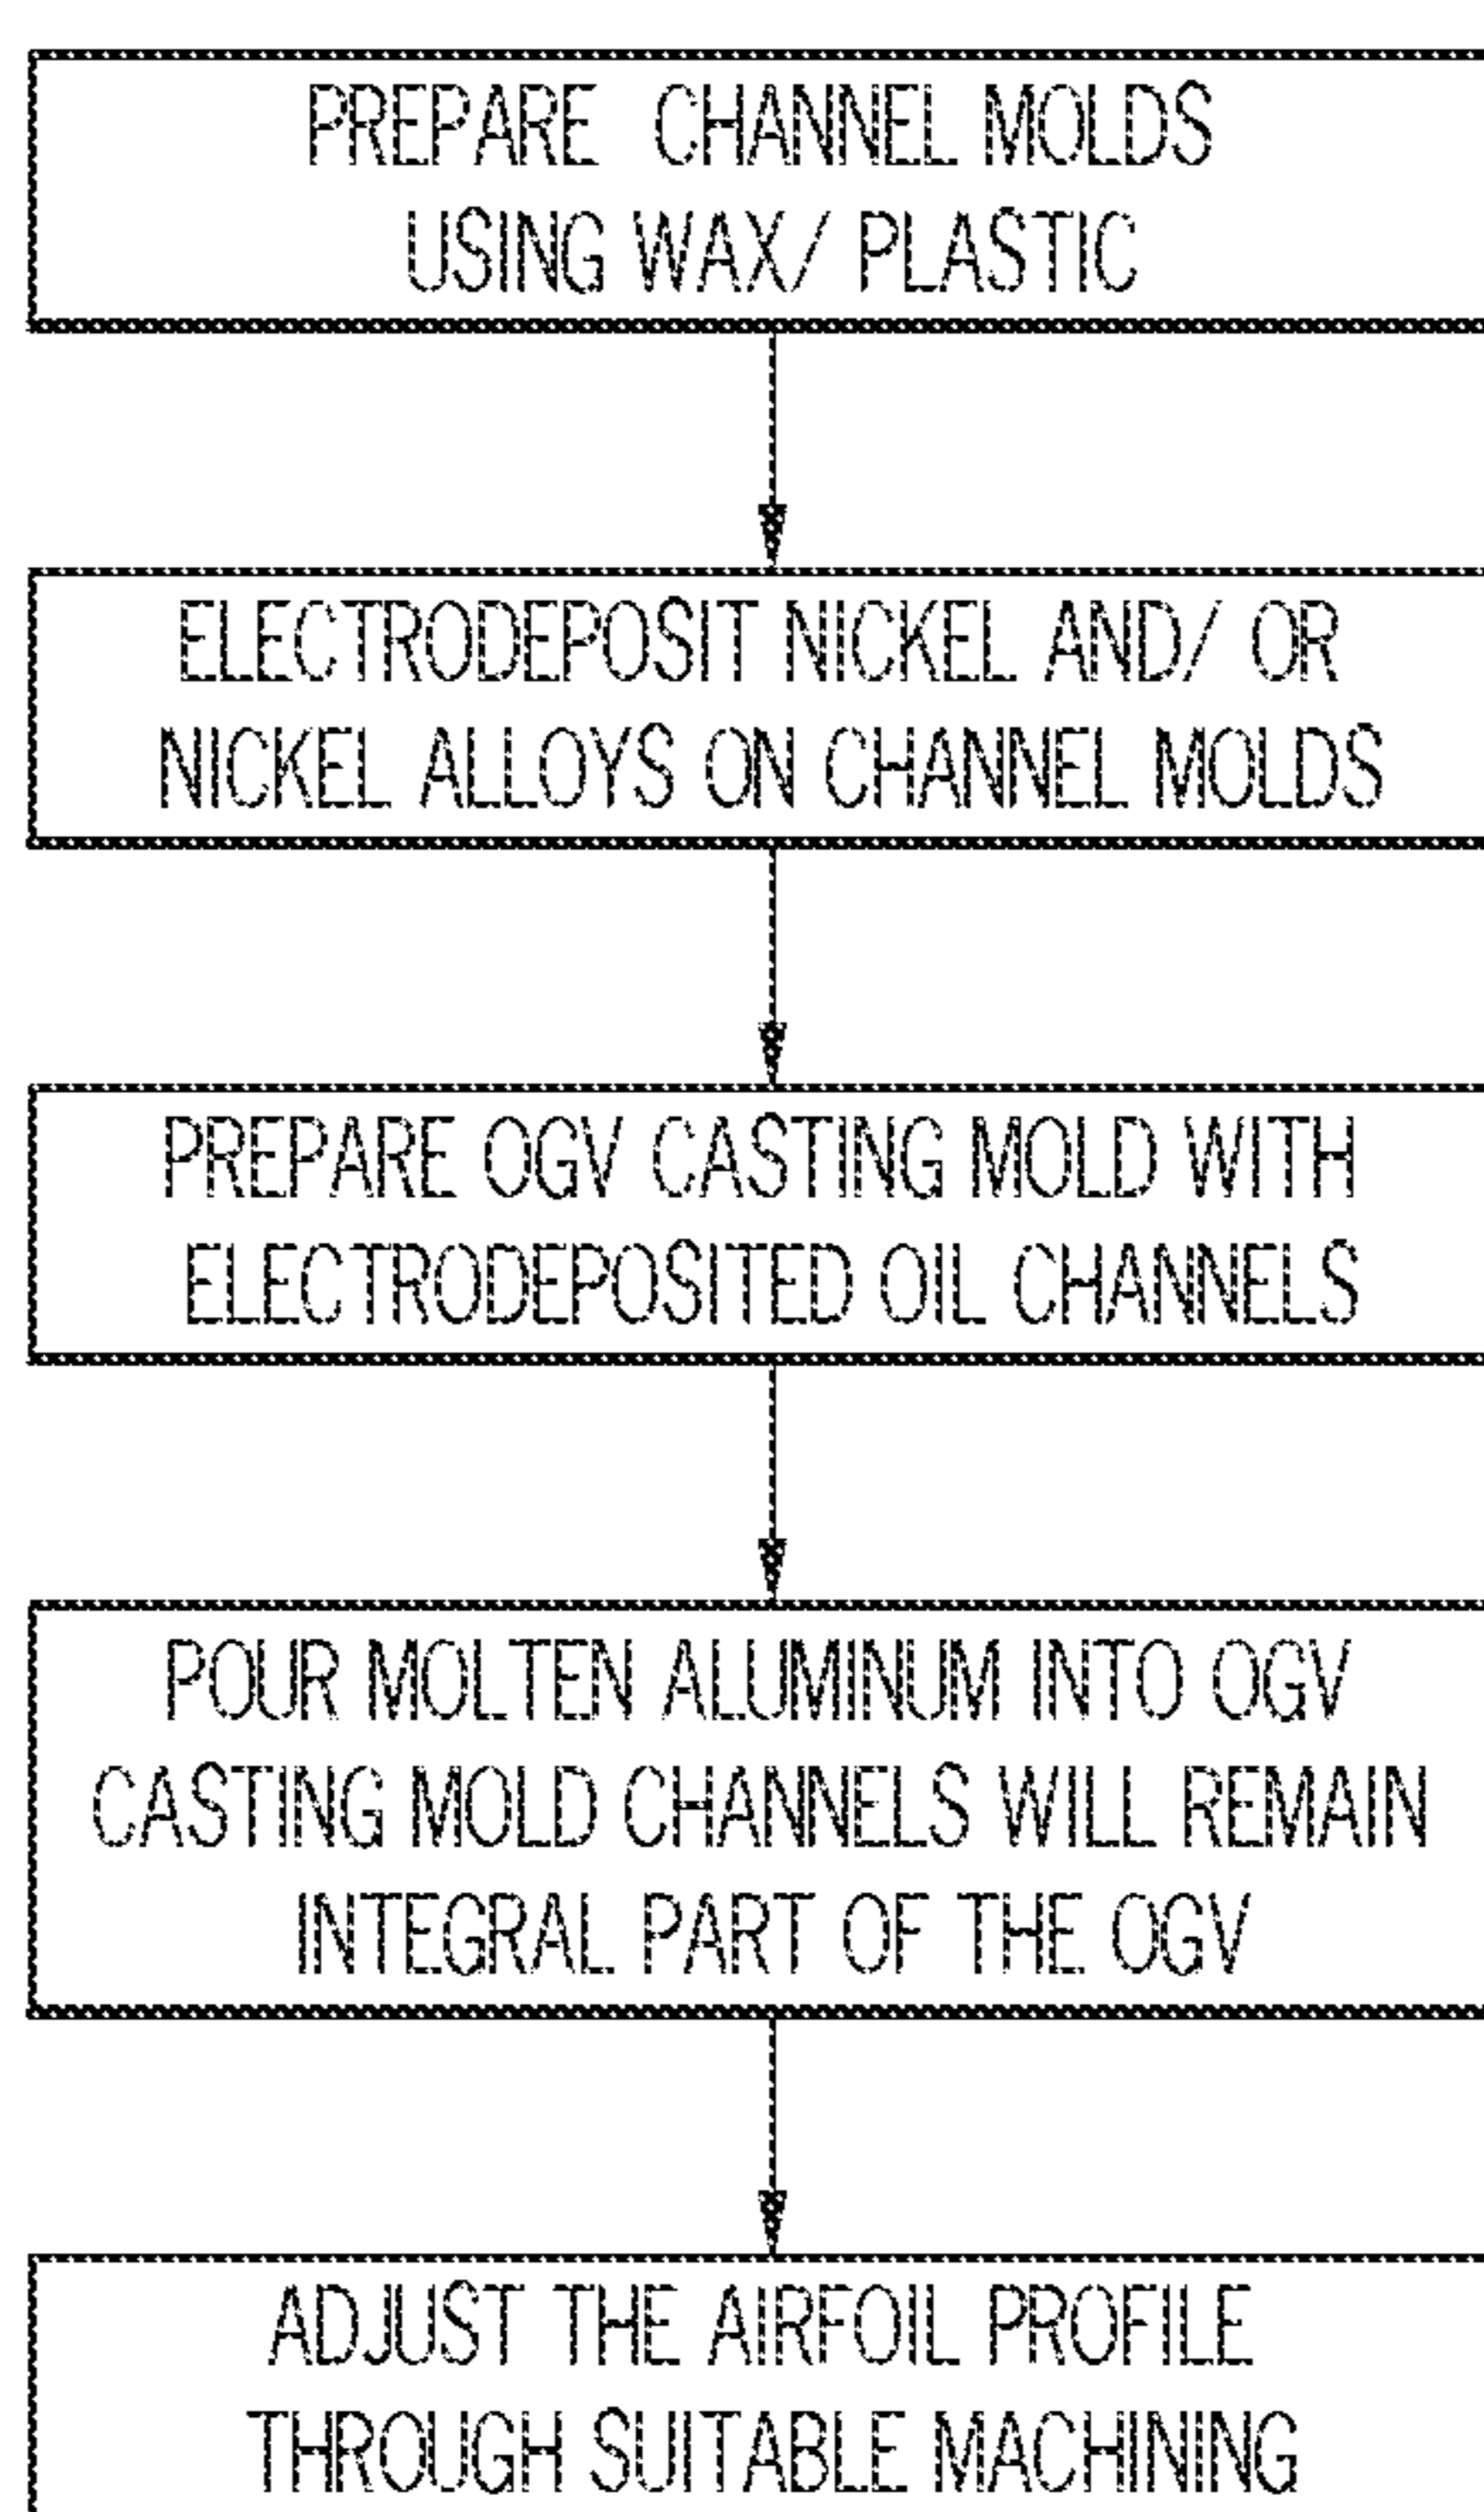 PREPARE CHANNEL MOLDS
USING WAX/ PLASTIC
ELECTRODEPOSIT NICKEL AND/ OR
NICKEL ALLOYS ON CHANNEL MOLDS
PREPARE OGV CASTING MOLD WITH
ELECTRODEPOSITED OIL CHANNELS
POUR MOLTEN ALUMINUM INTO OGV
CASTING MOLD CHANNELS WILL REMAIN
INTEGRAL PART OF THE OGV
ADJUST THE AIRFOIL PROFILE
THROUGH SUITABLE MACHINING